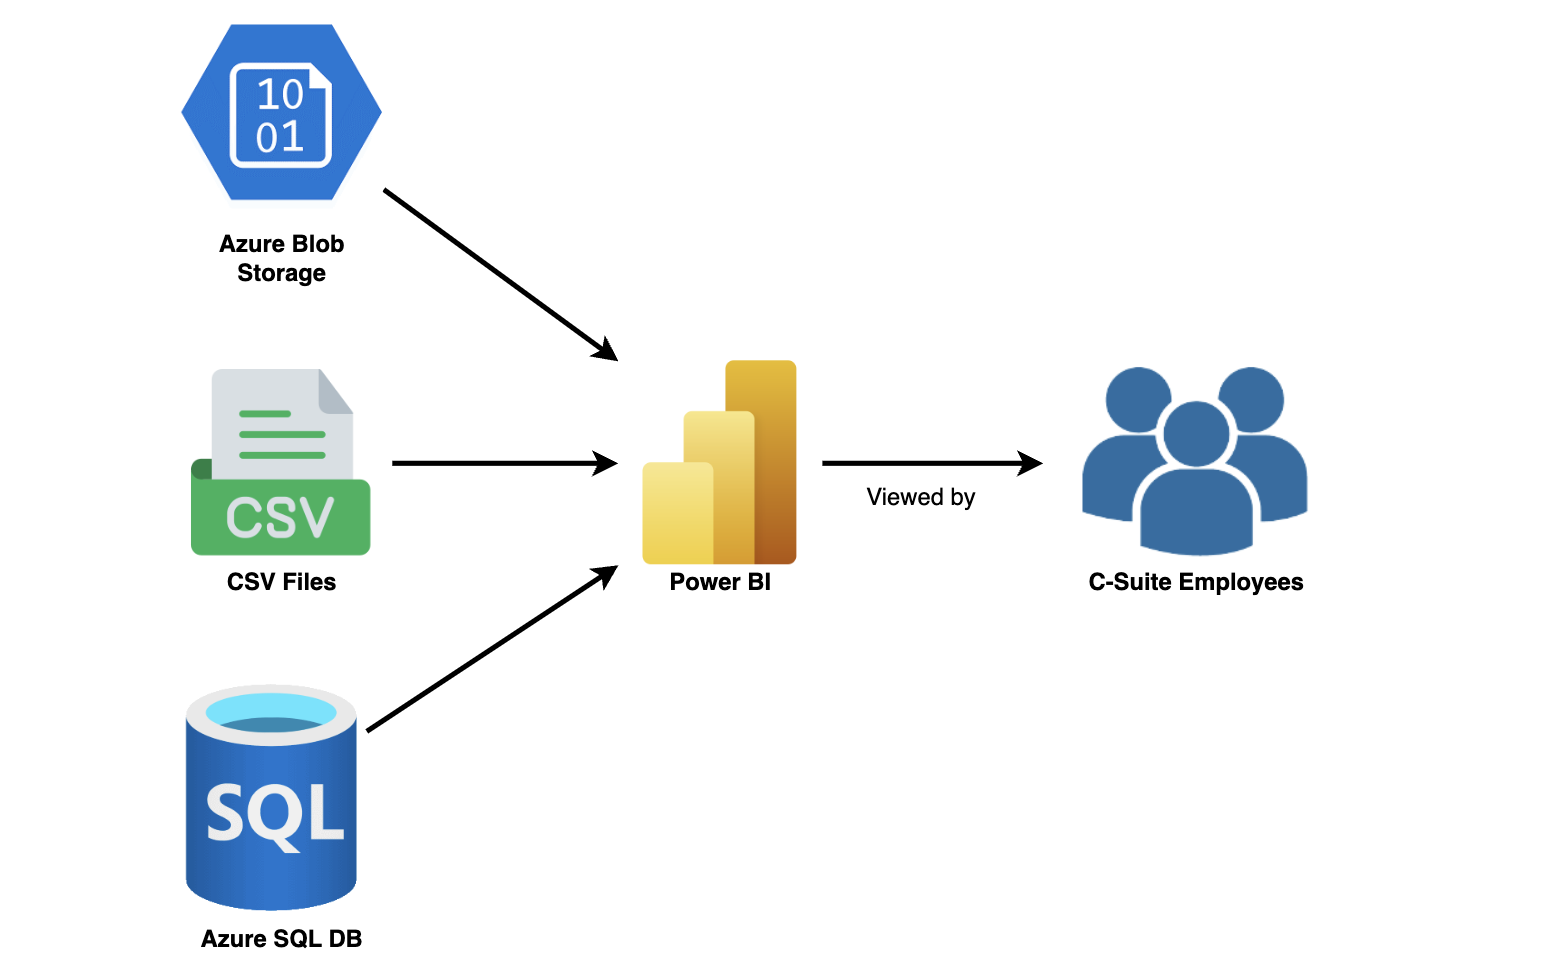 10
01
Azure Blob
Storage
CSV
CSV Files
Power BI
Viewed by
C-Suite Employees
SQL
Azure SQL DB